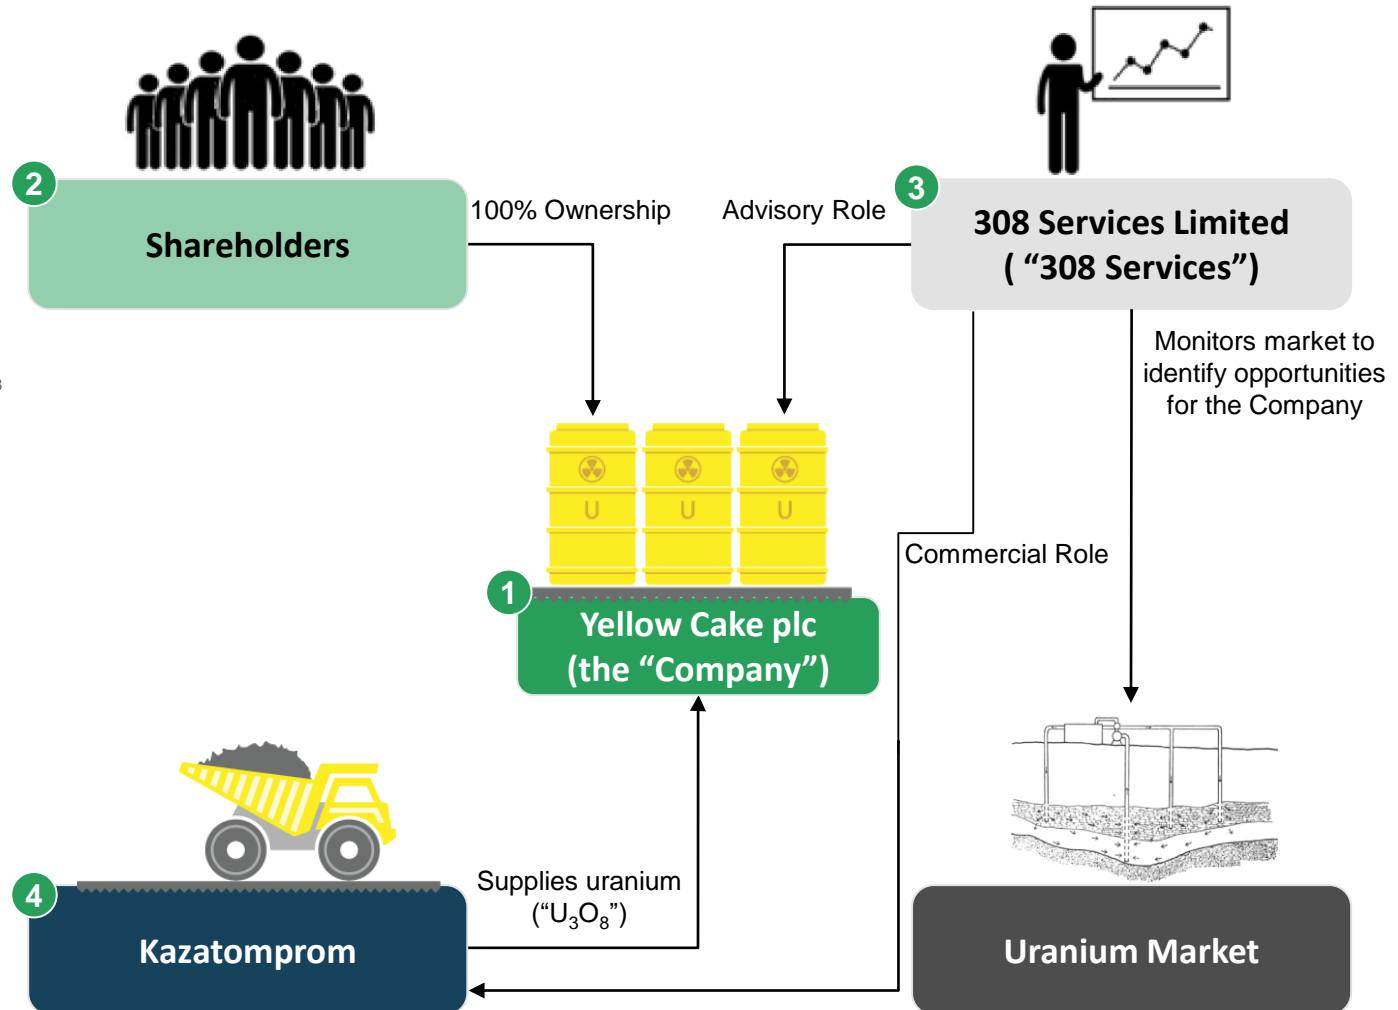 2
Shareholders
100% Ownership
Advisory Role
3
308 Services Limited
( “308 Services”)
Monitors market to
identify opportunities
for the Company
8
U U U
Commercial Role
1
Yellow Cake plc
(the “Company”)
4
Kazatomprom
Supplies uranium
(“U₃O₈”)
Uranium Market